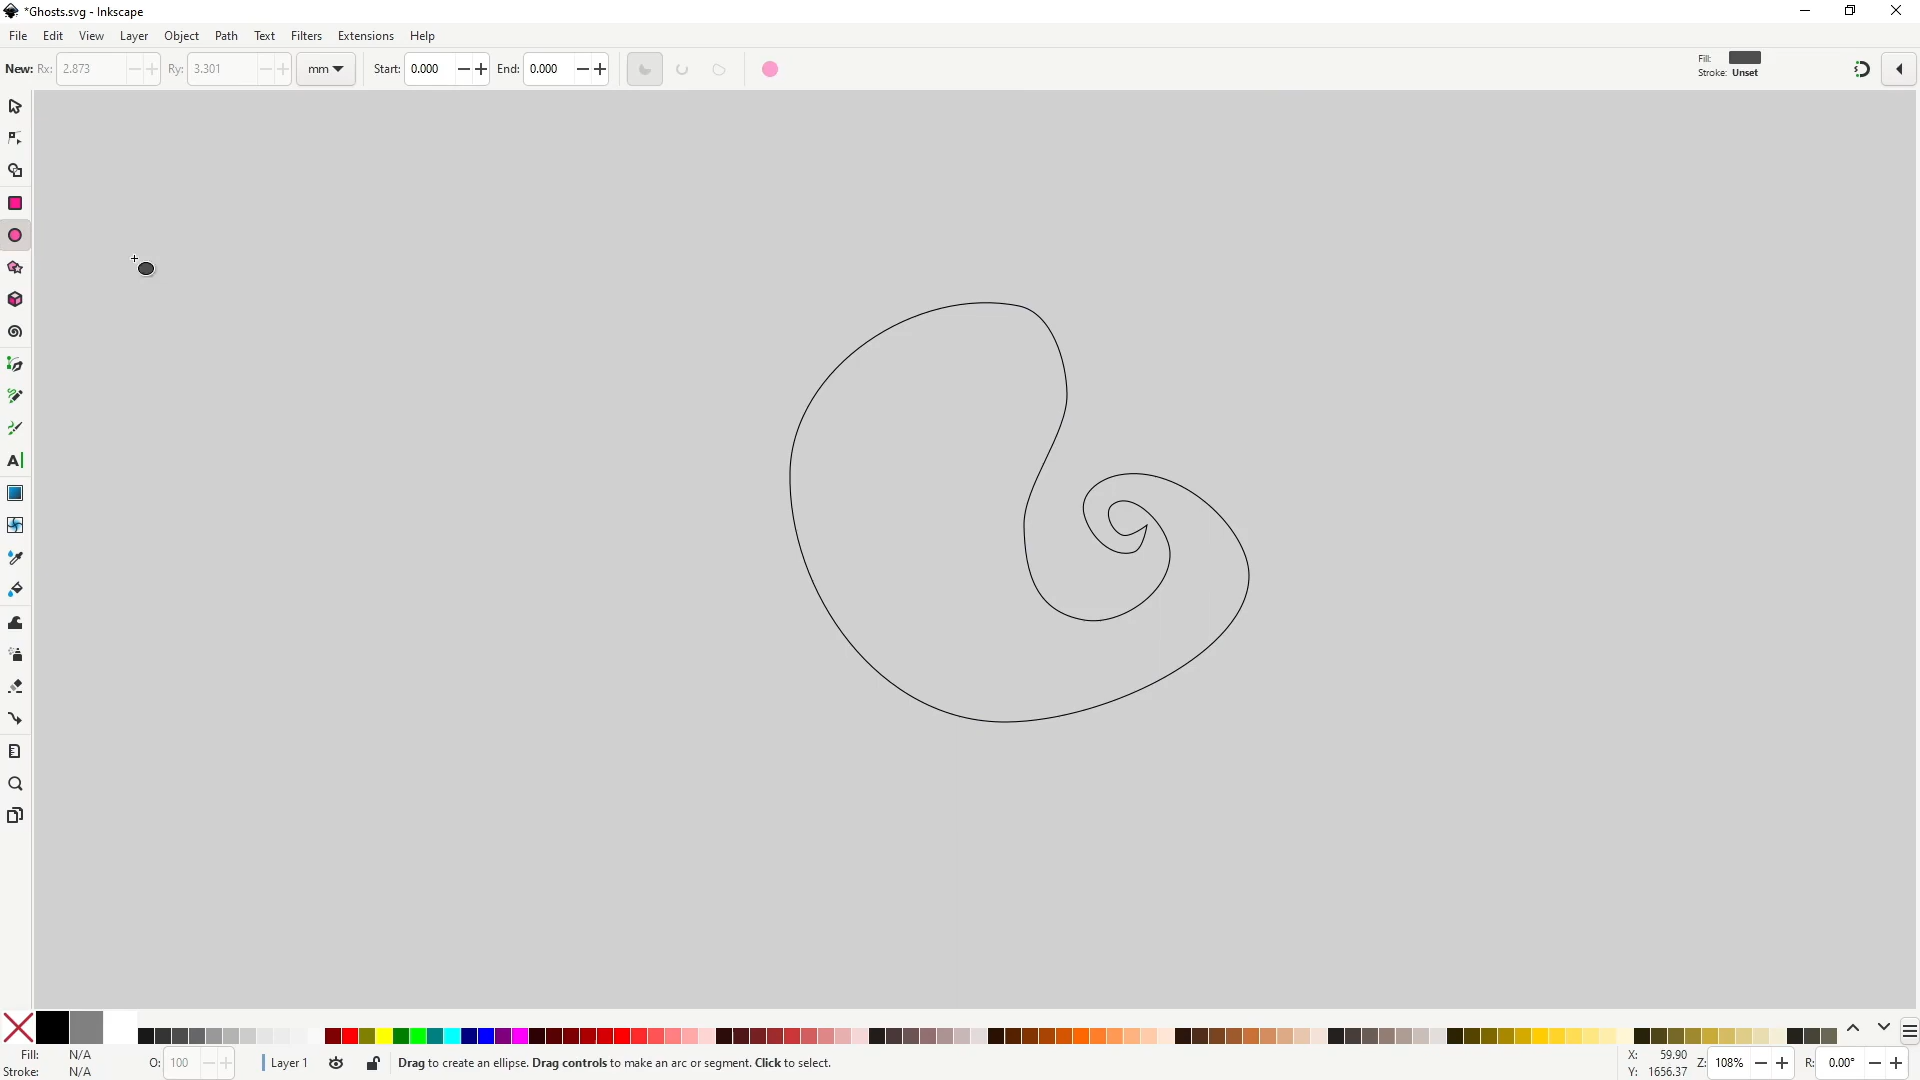 *Ghosts.svg - Inkscape
File Edit View Layer Object Path Text Filters Extensions Help
New: Rx: 2.873 Ry: 3.301 mm Start: 0.000 End: 0.000
Fill:
Stroke: Unset
Fill: N/A
Stroke: N/A
O: 100
Layer 1
Drag to create an ellipse. Drag controls to make an arc or segment. Click to select.
X: 59.90
Y: 1656.37
Z: 108%
R: 0.00°